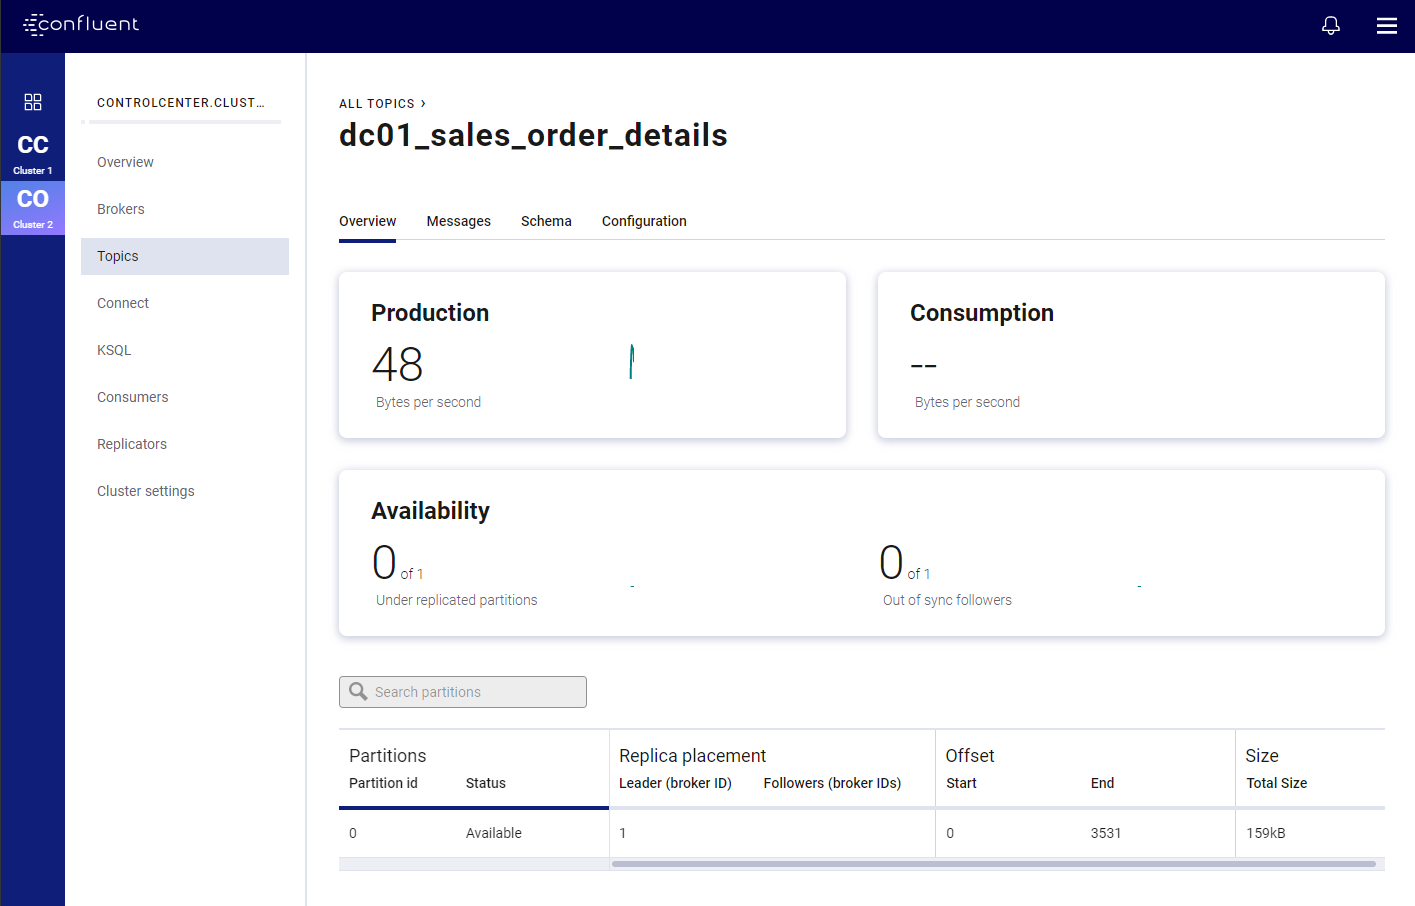 confluent
CC
Cluster 1
CO
Cluster 2
CONTROLCENTER.CLUST...
Overview
Brokers
Topics
Connect
KSQL
Consumers
Replicators
Cluster settings
ALL TOPICS ›
dc01_sales_order_details
Overview Messages Schema Configuration
Production
48
Bytes per second
Consumption
--
Bytes per second
Availability
0 of 1
Under replicated partitions
0 of 1
Out of sync followers
Search partitions
Partitions Replica placement Offset Size
Partition id Status Leader (broker ID) Followers (broker IDs) Start End Total Size
0 Available 1 0 3531 159kB